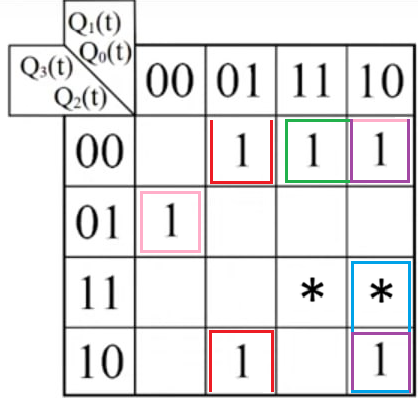 Q₁(t)
Q₀(t)
Q₃(t)
Q₂(t)
00 01 11 10
00 1 1 1
01 1
11 * *
10 1 1